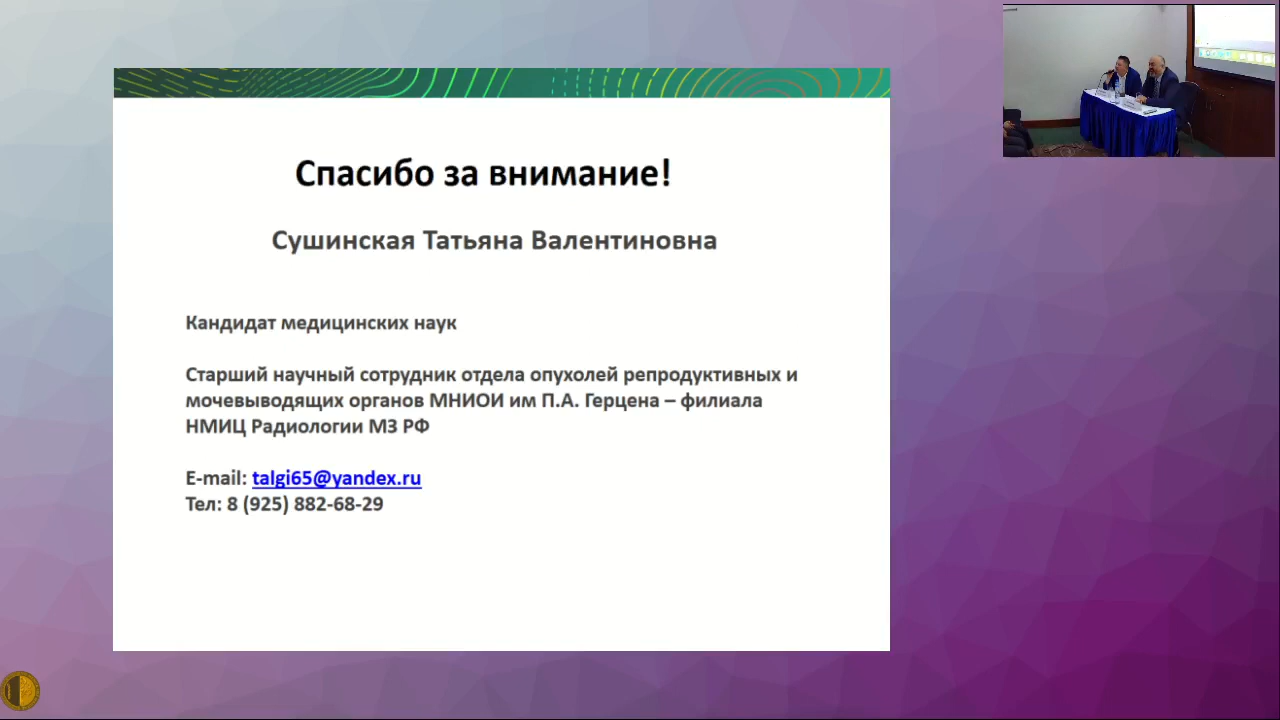 Спасибо за внимание!
Сушинская Татьяна Валентиновна
Кандидат медицинских наук
Старший научный сотрудник отдела опухолей репродуктивных и
мочевыводящих органов МНИОИ им П.А. Герцена – филиала
НМИЦ Радиологии МЗ РФ
E-mail: talgi65@yandex.ru
Тел: 8 (925) 882-68-29